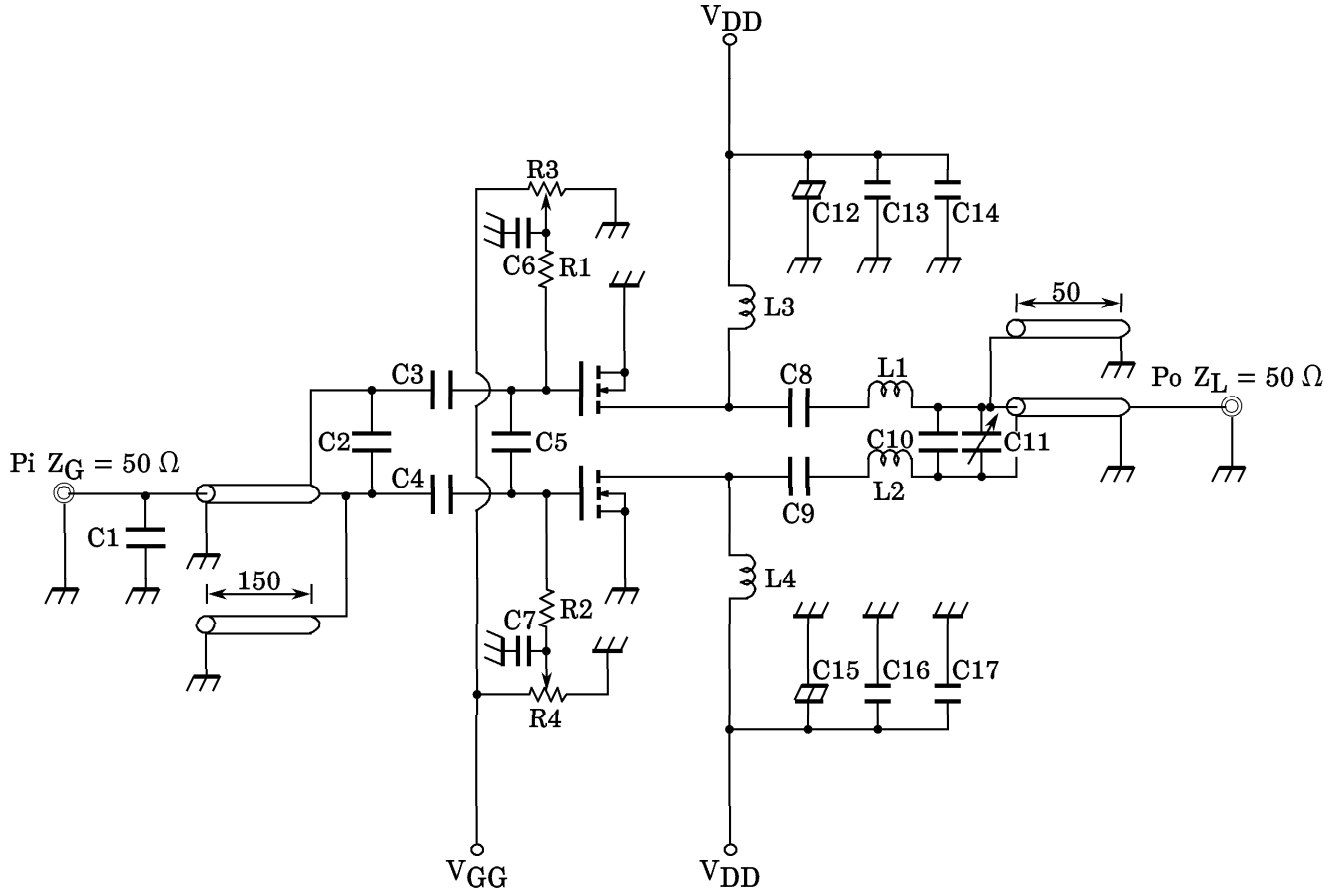 VDD
R3
C12 C13 C14
C6 R1
50
L3
C3
C8 L1
Po ZL = 50 Ω
C2 C5 C10 C11
Pi ZG = 50 Ω
C4
L2
C9
C1
150
L4
C7 R2
C15 C16 C17
R4
VGG VDD